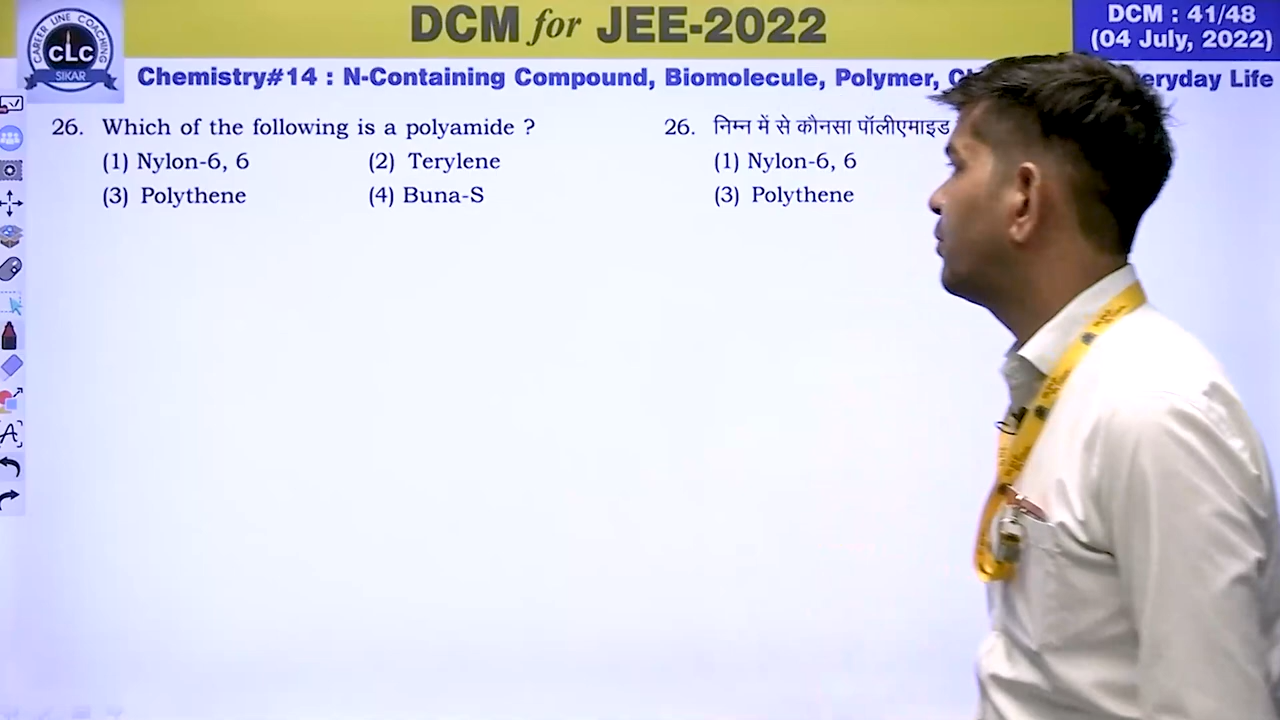 DCM for JEE-2022
DCM : 41/48
(04 July, 2022)
CAREER LINE COACHING
CLC
SIKAR
Chemistry#14 : N-Containing Compound, Biomolecule, Polymer, Life
26. Which of the following is a polyamide ?
(1) Nylon-6, 6 (2) Terylene
(3) Polythene (4) Buna-S
26. निम्न में से कौनसा पॉलीएमाइड
(1) Nylon-6, 6
(3) Polythene